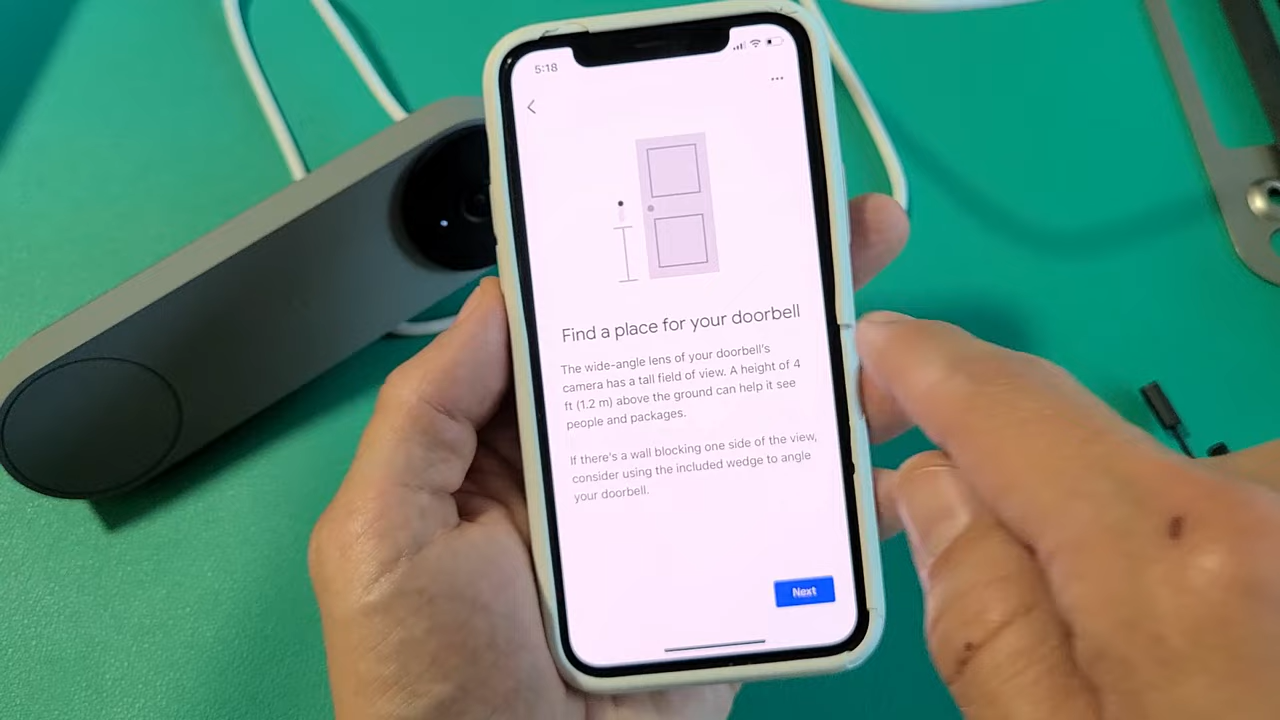 5:18
Find a place for your doorbell
The wide-angle lens of your doorbell's
camera has a tall field of view. A height of 4
ft (1.2 m) above the ground can help it see
people and packages.
If there's a wall blocking one side of the view,
consider using the included wedge to angle
your doorbell.
Next